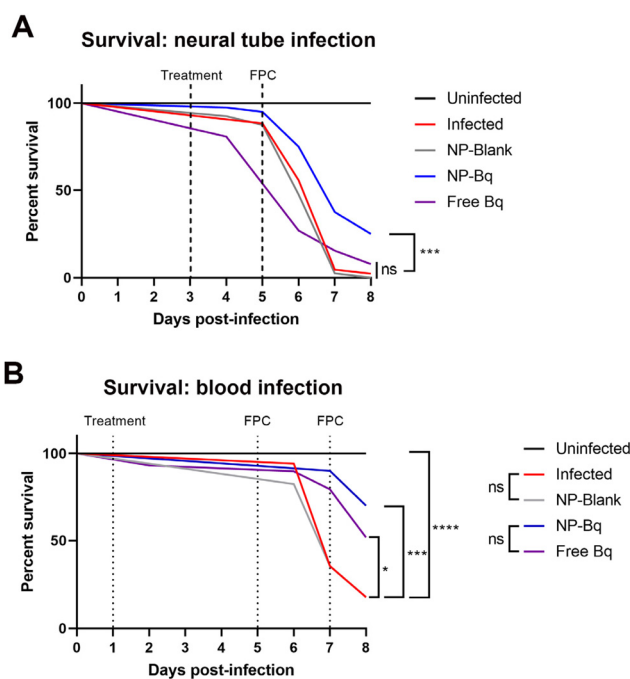 A
Survival: neural tube infection
Treatment FPC
Percent survival
100
50
0
0 1 2 3 4 5 6 7 8
Days post-infection
Uninfected
Infected
NP-Blank
NP-Bq
Free Bq
***
ns
B
Survival: blood infection
Treatment FPC FPC
Percent survival
100
50
0
0 1 2 3 4 5 6 7 8
Days post-infection
*
***
****
Uninfected
ns Infected
NP-Blank
ns NP-Bq
Free Bq